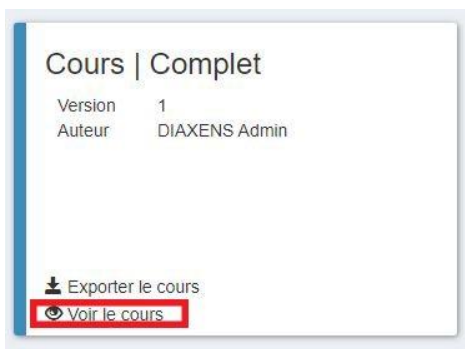 Cours | Complet
Version 1
Auteur DIAXENS Admin
Exporter le cours
Voir le cours